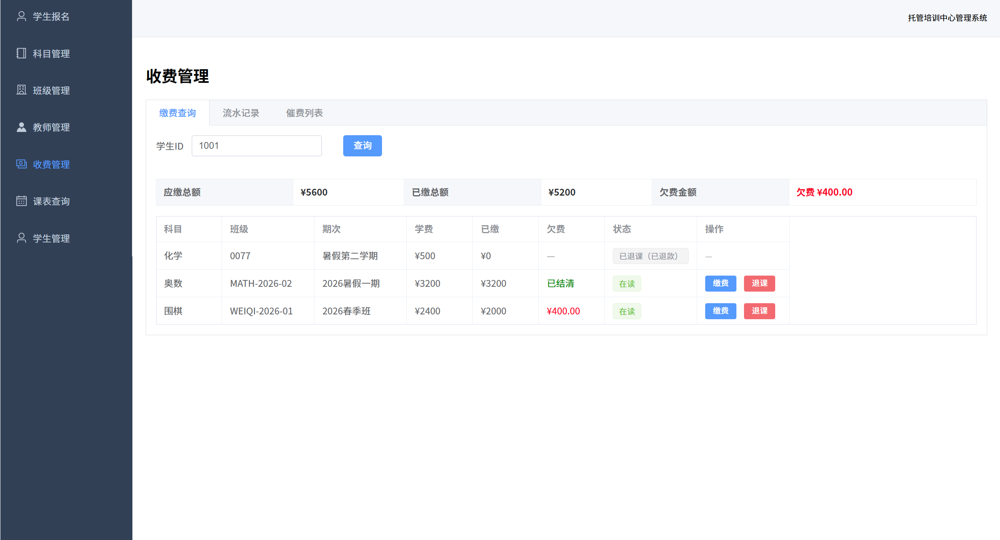 托管培训中心管理系统
学生报名
科目管理
班级管理
教师管理
收费管理
课表查询
学生管理
收费管理
缴费查询 流水记录 催费列表
学生ID 1001 查询
应缴总额 ¥5600 已缴总额 ¥5200 欠费金额 欠费 ¥400.00
科目 班级 期次 学费 已缴 欠费 状态 操作
化学 0077 暑假第二学期 ¥500 ¥0 — 已退课（已退款） —
奥数 MATH-2026-02 2026暑假一期 ¥3200 ¥3200 已结清 在读 缴费 退课
围棋 WEIQI-2026-01 2026春季班 ¥2400 ¥2000 ¥400.00 在读 缴费 退课